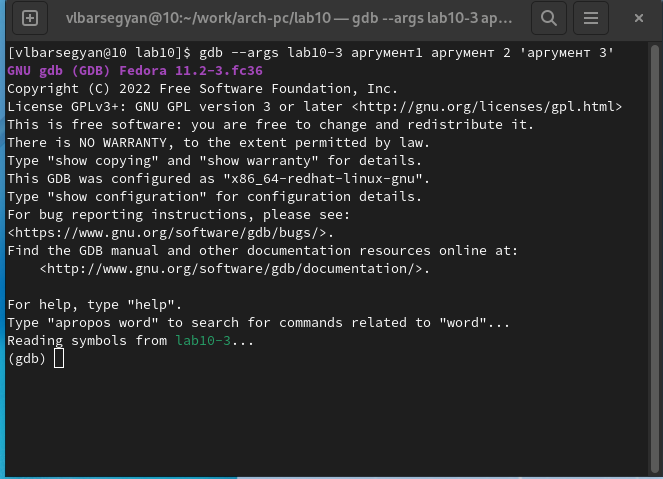 vlbarsegyan@10:~/work/arch-pc/lab10 — gdb --args lab10-3 ap...
[vlbarsegyan@10 lab10]$ gdb --args lab10-3 аргумент1 аргумент 2 'аргумент 3'
GNU gdb (GDB) Fedora 11.2-3.fc36
Copyright (C) 2022 Free Software Foundation, Inc.
License GPLv3+: GNU GPL version 3 or later <http://gnu.org/licenses/gpl.html>
This is free software: you are free to change and redistribute it.
There is NO WARRANTY, to the extent permitted by law.
Type "show copying" and "show warranty" for details.
This GDB was configured as "x86_64-redhat-linux-gnu".
Type "show configuration" for configuration details.
For bug reporting instructions, please see:
<https://www.gnu.org/software/gdb/bugs/>.
Find the GDB manual and other documentation resources online at:
    <http://www.gnu.org/software/gdb/documentation/>.
For help, type "help".
Type "apropos word" to search for commands related to "word"...
Reading symbols from lab10-3...
(gdb)